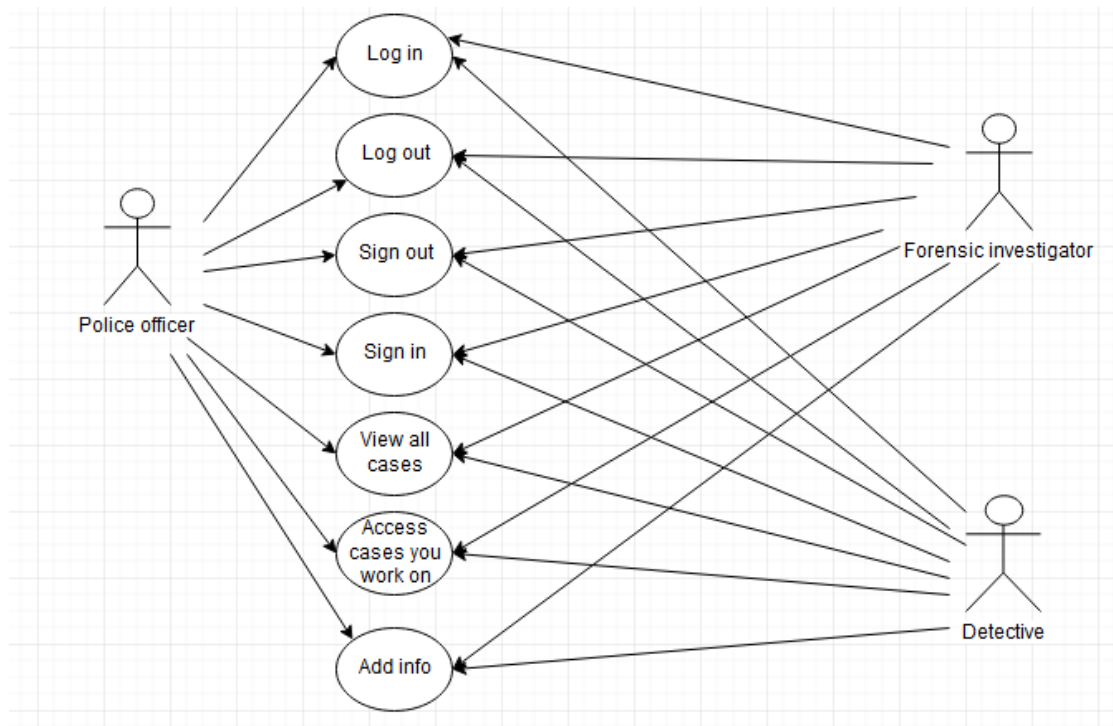 Log in
Log out
Forensic investigator
Sign out
Police officer
Sign in
View all
cases
Access
cases you
work on
Detective
Add info